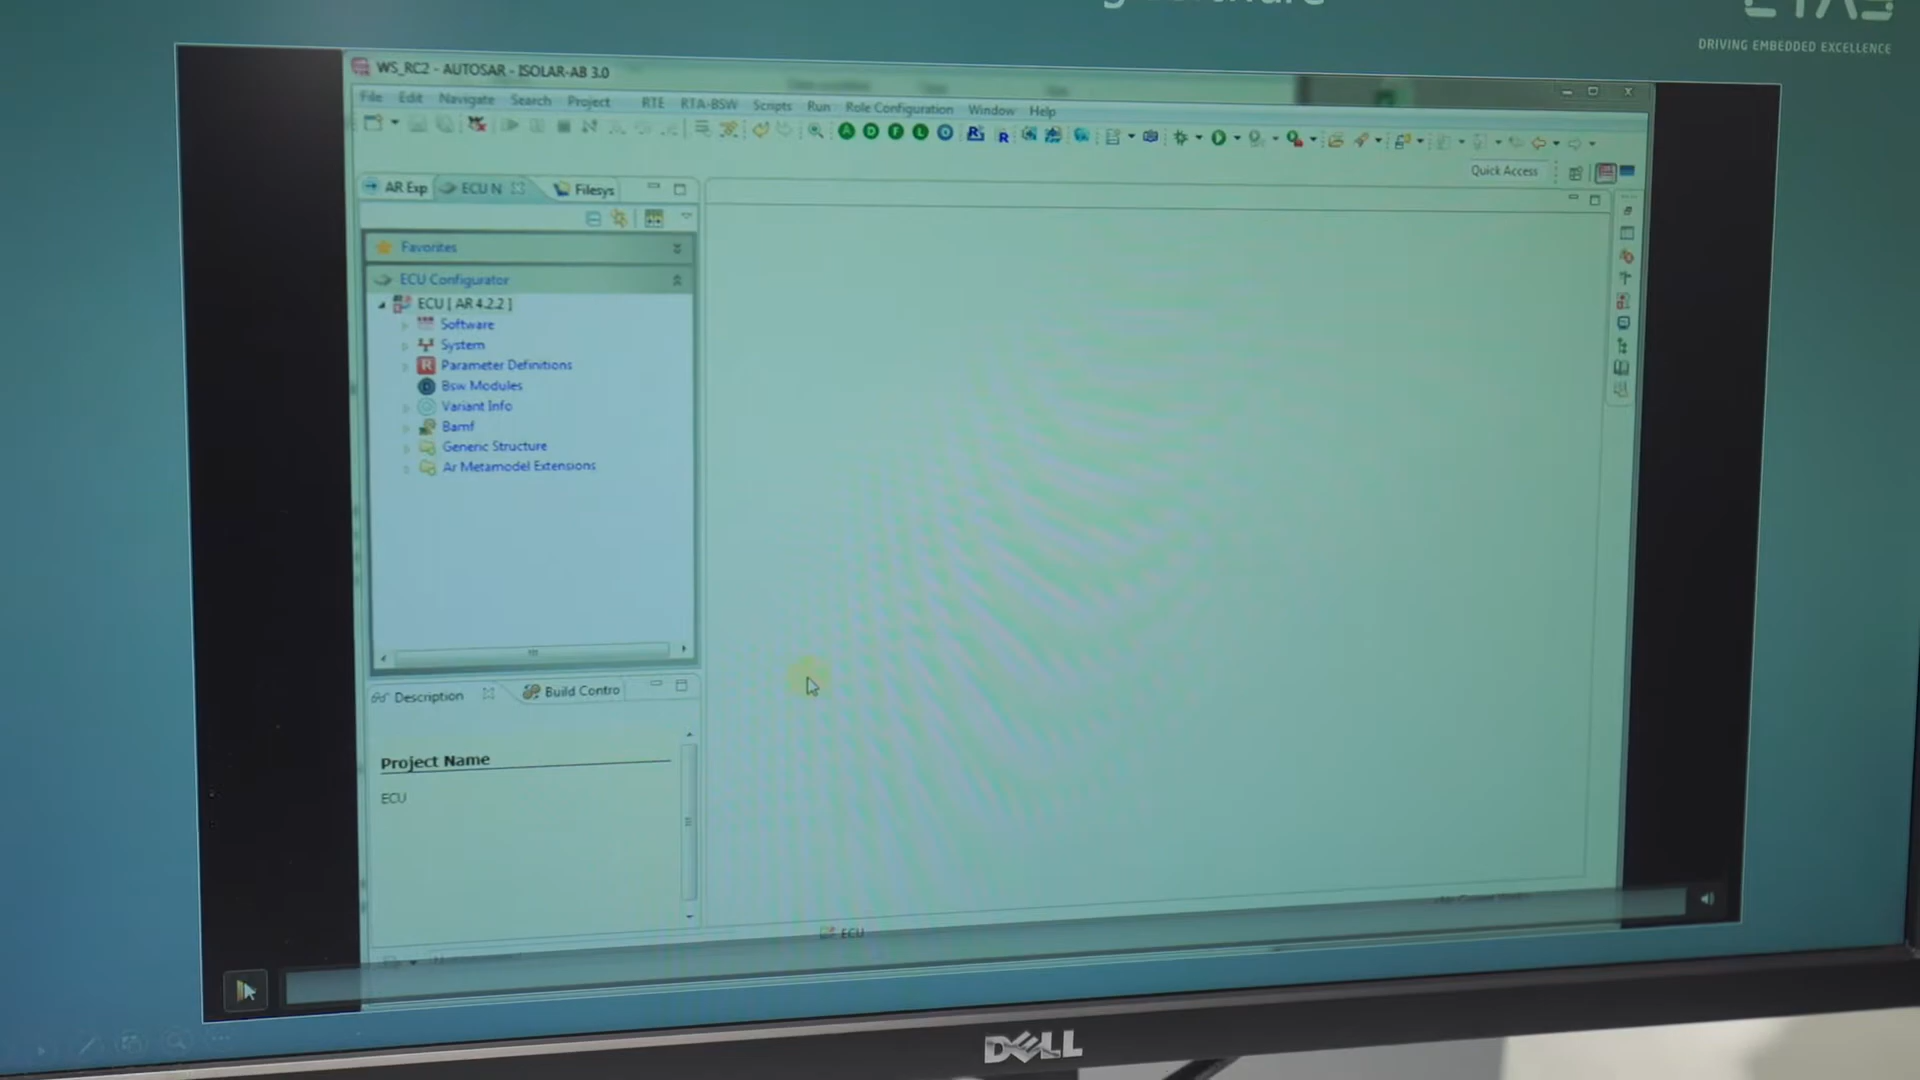 DRIVING EMBEDDED EXCELLENCE
WS_RC2 - AUTOSAR - ISOLAR-AB 3.0
File Edit Navigate Search Project RTE RTA-BSW Scripts Run Role Configuration Window Help
Quick Access
AR Exp ECU N Filesys
Favorites
ECU Configurator
ECU [ AR 4.2.2 ]
Software
System
R Parameter Definitions
Bsw Modules
Variant Info
Bamf
Generic Structure
Ar Metamodel Extensions
Description Build Contro
Project Name
ECU
ECU
DELL